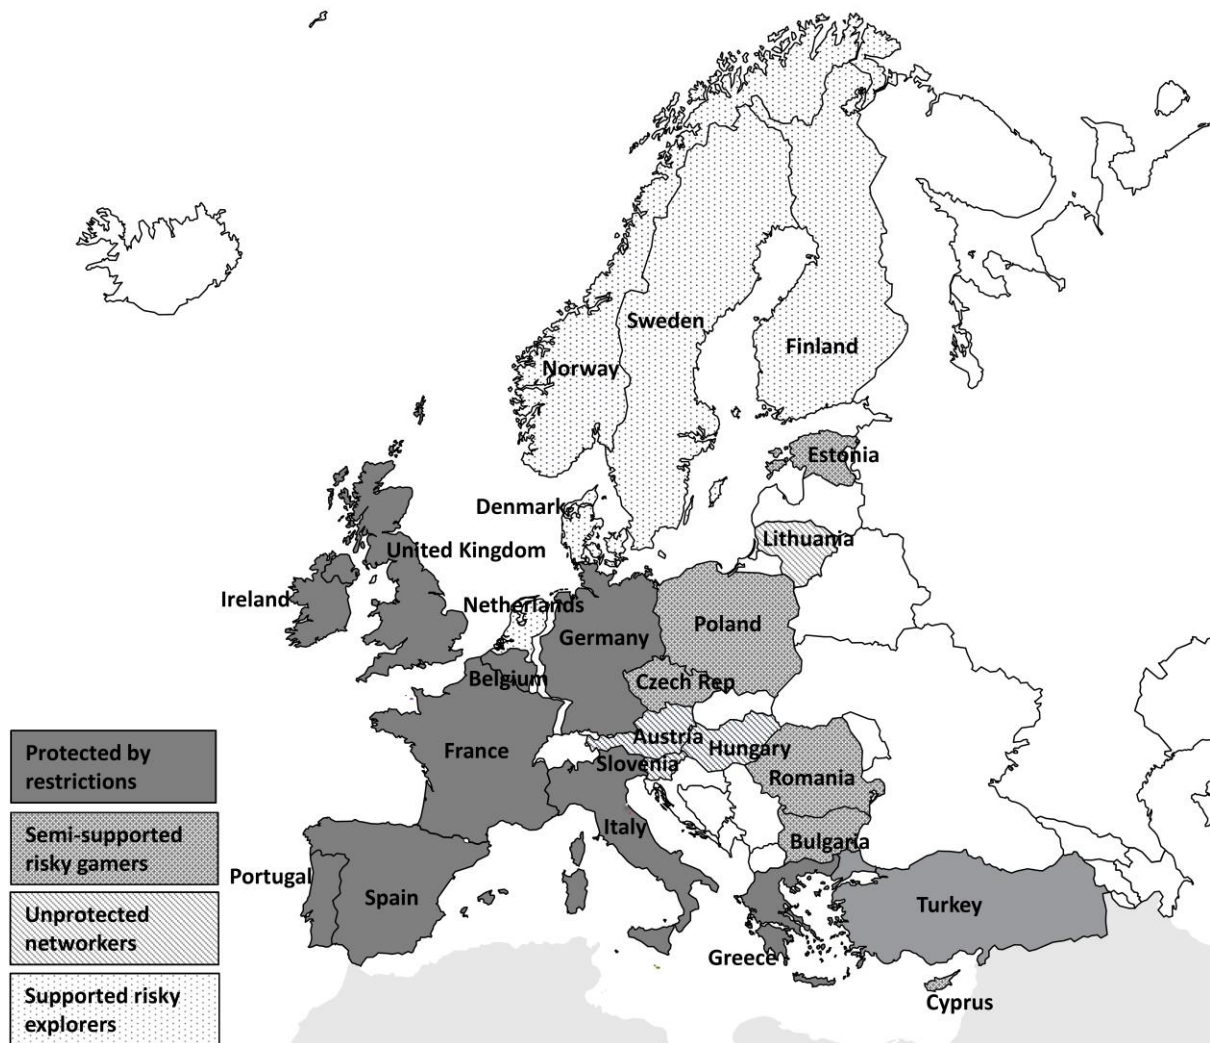 Sweden
Finland
Norway
Estonia
Denmark
Lithuania
United Kingdom
Ireland
Netherlands
Germany
Poland
Belgium
Czech Rep
Austria
Hungary
France
Slovenia
Romania
Italy
Bulgaria
Portugal
Spain
Turkey
Greece
Cyprus
Protected by
restrictions
Semi-supported
risky gamers
Unprotected
networkers
Supported risky
explorers